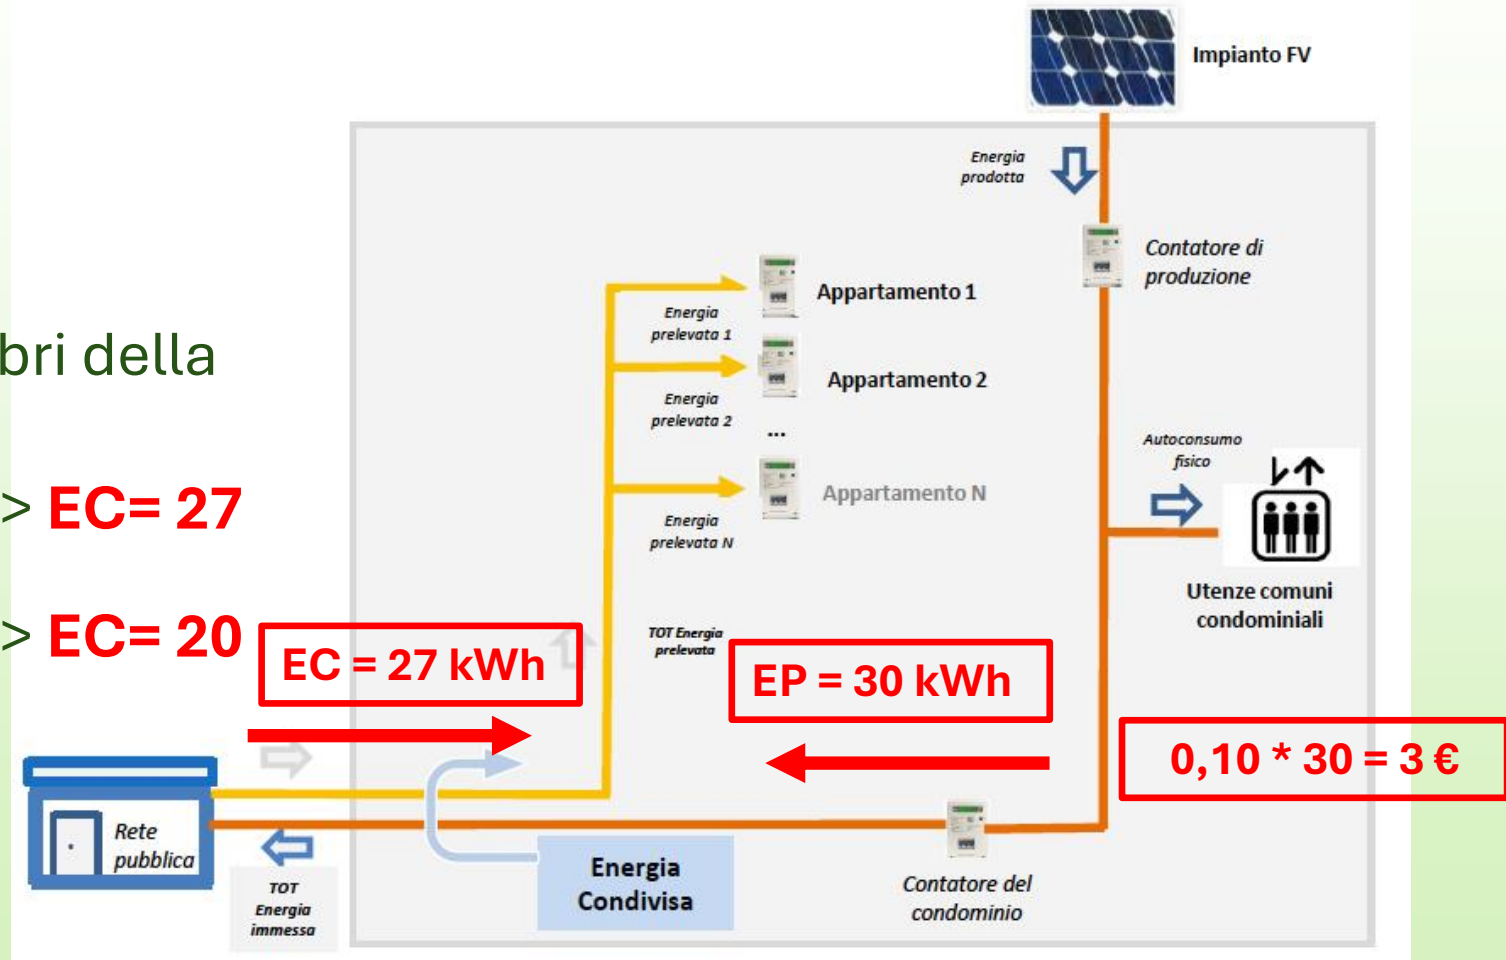 Impianto FV
Energia
prodotta
Contatore di
produzione
Appartamento 1
Energia
prelevata 1
Appartamento 2
Energia
prelevata 2
...
Appartamento N
Energia
prelevata N
Autoconsumo
fisico
Utenze comuni
condominiali
bri della
> EC= 27
> EC= 20
TOT Energia
prelevata
EC = 27 kWh
EP = 30 kWh
0,10 * 30 = 3 €
Rete
pubblica
TOT
Energia
immessa
Energia
Condivisa
Contatore del
condominio